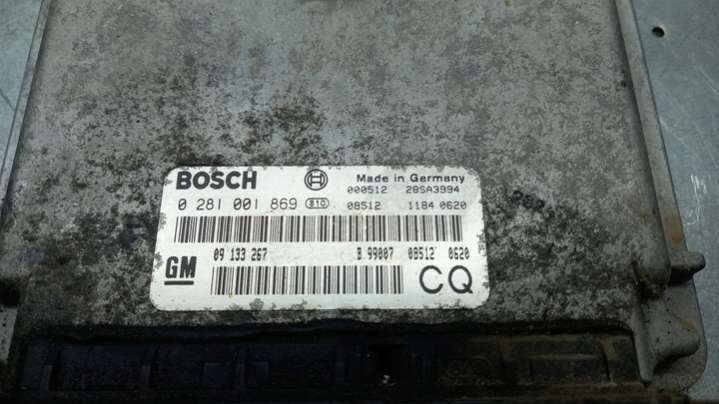 BOSCH Made in Germany
000512 28SA3994
0 281 001 869 810 08512 1184 0620
09 133 267 B 99007 08512 0620
GM CQ